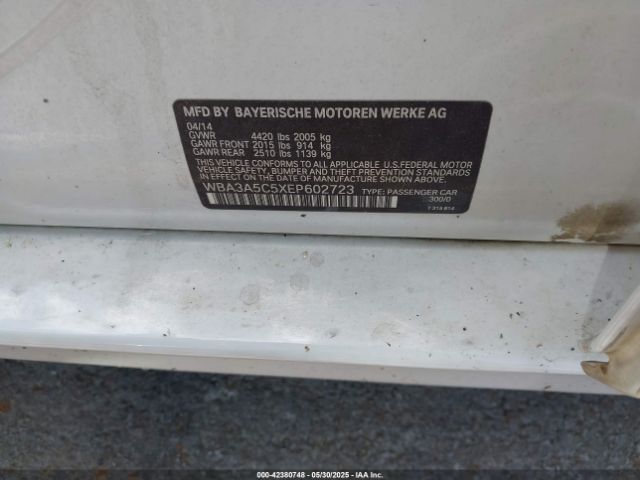 MFD BY BAYERISCHE MOTOREN WERKE AG
04/14
GVWR 4420 lbs 2005 kg
GAWR FRONT 2015 lbs 914 kg
GAWR REAR 2510 lbs 1139 kg
THIS VEHICLE CONFORMS TO ALL APPLICABLE U.S.FEDERAL MOTOR
VEHICLE SAFETY, BUMPER AND THEFT PREVENTION STANDARDS
IN EFFECT ON THE DATE OF MANUFACTURE SHOWN ABOVE.
WBA3A5C5XEP602723 TYPE: PASSENGER CAR
300/0
000-42380748 - 05/30/2025 - IAA Inc.